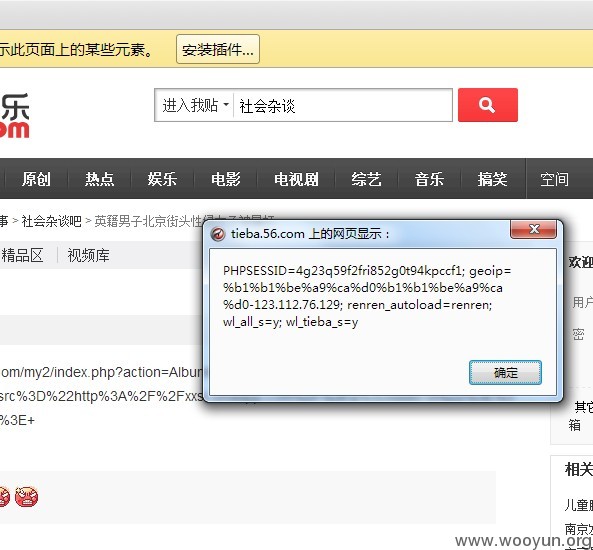 示此页面上的某些元素。 安装插件...
乐
om
进入我贴 社会杂谈
原创 热点 娱乐 电影 电视剧 综艺 音乐 搞笑 空间
事 > 社会杂谈吧 > 英籍男子北京街头性
精品区 视频库
欢迎
用户
密
tieba.56.com 上的网页显示：
PHPSESSID=4g23q59f2fri852g0t94kpccf1; geoip=
%b1%b1%be%a9%ca%d0%b1%b1%be%a9%ca
%d0-123.112.76.129; renren_autoload=renren;
wl_all_s=y; wl_tieba_s=y
确定
om/my2/index.php?action=Album
src%3D%22http%3A%2F%2Fxxs
%3E+
其它
箱
相关
儿童
南京
www.wooyun.org